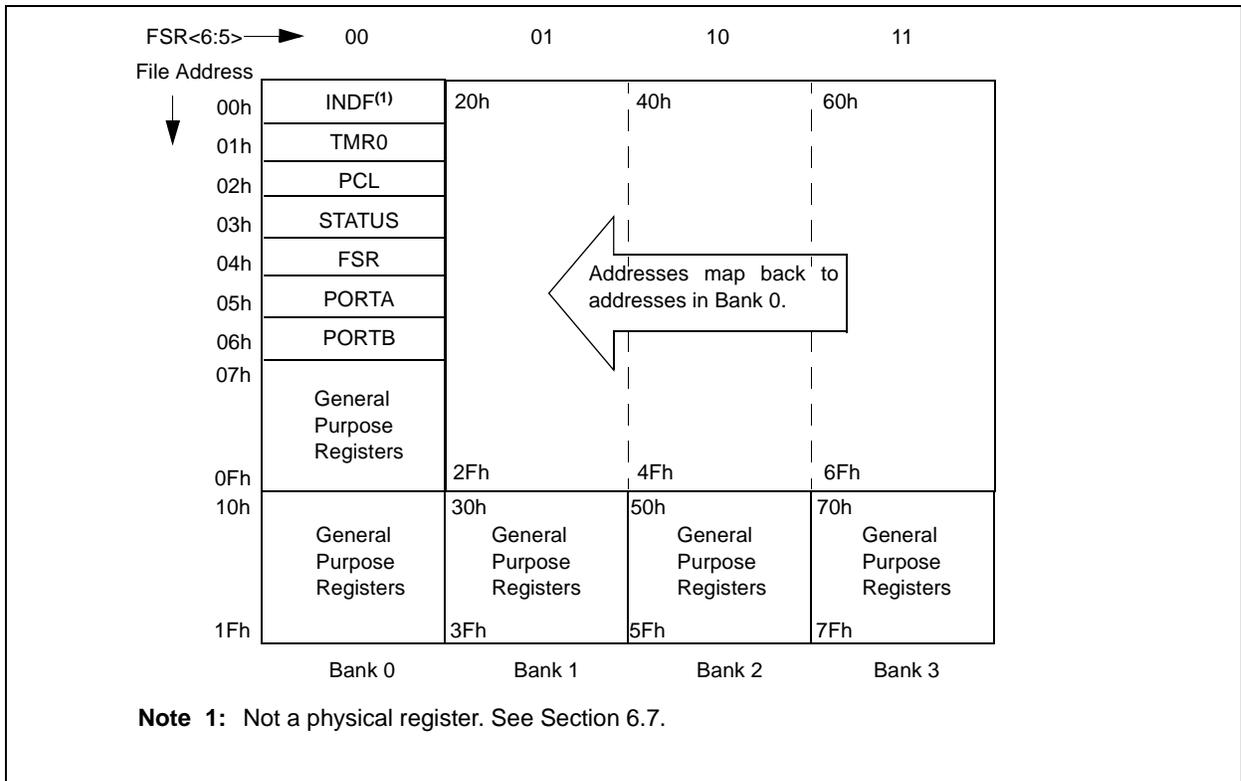 FSR<6:5> 00 01 10 11
File Address
00h INDF(1) 20h 40h 60h
01h TMR0
02h PCL
03h STATUS
04h FSR
Addresses map back to
addresses in Bank 0.
05h PORTA
06h PORTB
07h
General
Purpose
Registers
0Fh 2Fh 4Fh 6Fh
10h 30h 50h 70h
General General General General
Purpose Purpose Purpose Purpose
Registers Registers Registers Registers
1Fh 3Fh 5Fh 7Fh
Bank 0 Bank 1 Bank 2 Bank 3
Note 1: Not a physical register. See Section 6.7.